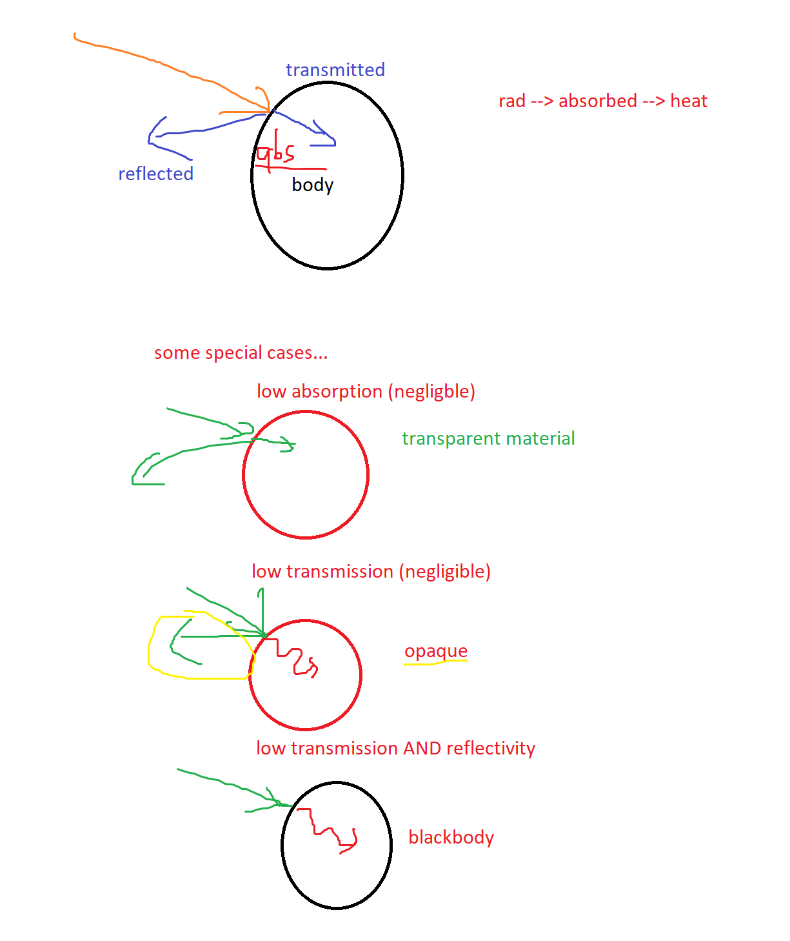 transmitted
rad --> absorbed --> heat
abs
reflected
body
some special cases...
low absorption (neglígble)
transparent material
low transmission (negligible)
opaque
low transmission AND reflectivity
blackbody